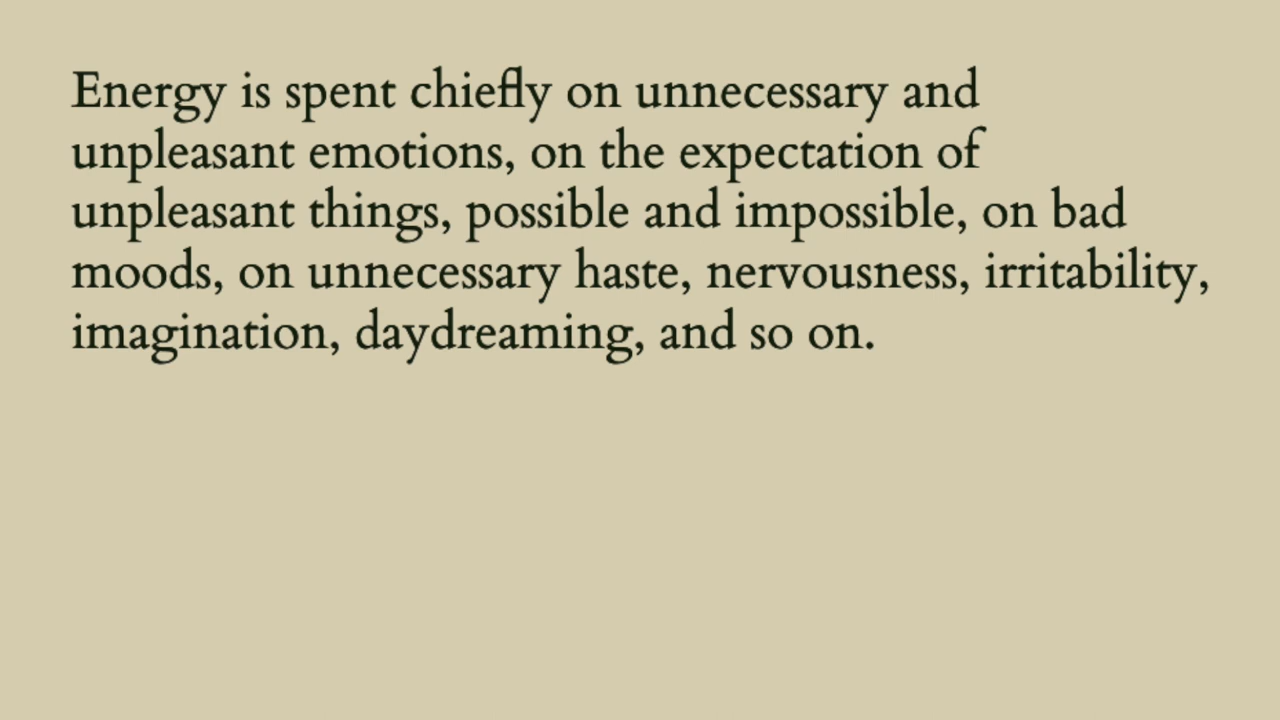 Energy is spent chiefly on unnecessary and
unpleasant emotions, on the expectation of
unpleasant things, possible and impossible, on bad
moods, on unnecessary haste, nervousness, irritability,
imagination, daydreaming, and so on.